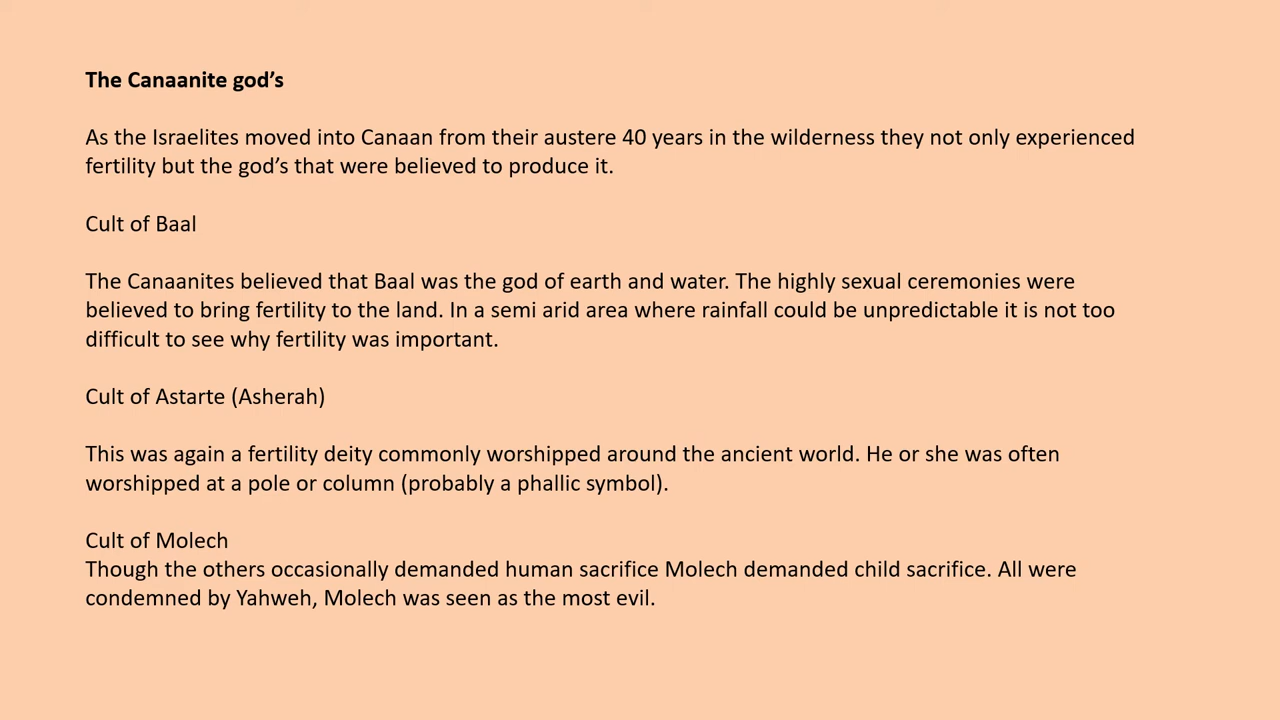 The Canaanite god’s
As the Israelites moved into Canaan from their austere 40 years in the wilderness they not only experienced
fertility but the god’s that were believed to produce it.
Cult of Baal
The Canaanites believed that Baal was the god of earth and water. The highly sexual ceremonies were
believed to bring fertility to the land. In a semi arid area where rainfall could be unpredictable it is not too
difficult to see why fertility was important.
Cult of Astarte (Asherah)
This was again a fertility deity commonly worshipped around the ancient world. He or she was often
worshipped at a pole or column (probably a phallic symbol).
Cult of Molech
Though the others occasionally demanded human sacrifice Molech demanded child sacrifice. All were
condemned by Yahweh, Molech was seen as the most evil.